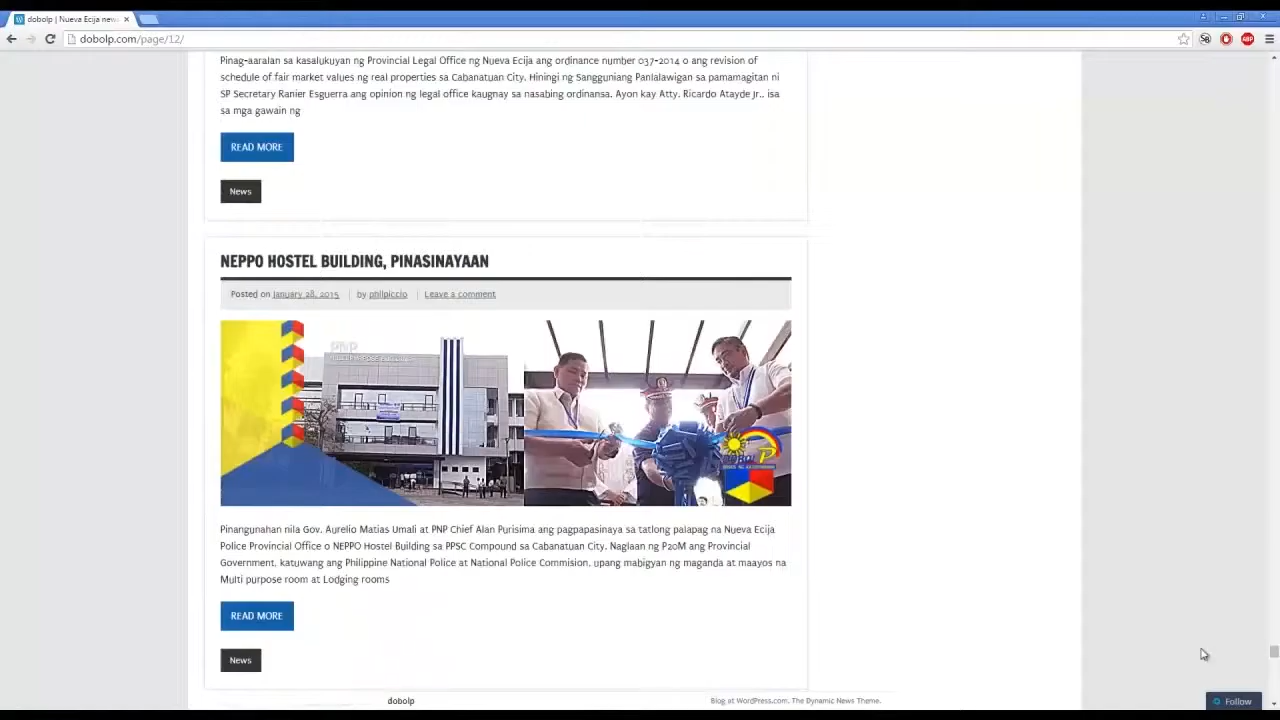 dobolp | Nueva Ecija news
dobolp.com/page/12/
Pinag-aaralan sa kasalukuyan ng Provincial Legal Office ng Nueva Ecija ang ordinance number 037-2014 o ang revision of
schedule of fair market values ng real properties sa Cabanatuan City. Hiningi ng Sangguniang Panlalawigan sa pamamagitan ni
SP Secretary Ranier Esguerra ang opinion ng legal office kaugnay sa nasabing ordinansa. Ayon kay Atty. Ricardo Atayde Jr.. isa
sa mga gawain ng
READ MORE
News
NEPPO HOSTEL BUILDING, PINASINAYAAN
Posted on January 28, 2015 by philpiccio Leave a comment
PNP
Pinangunahan nila Gov. Aurelio Matias Umali at PNP Chief Alan Purisima ang pagpapasinaya sa tatlong palapag na Nueva Ecija
Police Provincial Office o NEPPO Hostel Building sa PPSC Compound sa Cabanatuan City. Naglaan ng P20M ang Provincial
Government, katuwang ang Philippine National Police at National Police Commision, upang mabigyan ng maganda at maayos na
Multi purpose room at Lodging rooms
READ MORE
News
dobolp Blog at WordPress.com. The Dynamic News Theme.
Follow